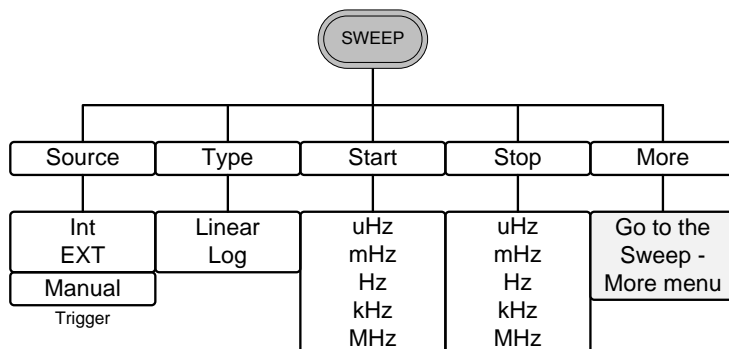 SWEEP
Source
Type
Start
Stop
More
Int
EXT
Manual
Trigger
Linear
Log
uHz
mHz
Hz
kHz
MHz
uHz
mHz
Hz
kHz
MHz
Go to the
Sweep -
More menu